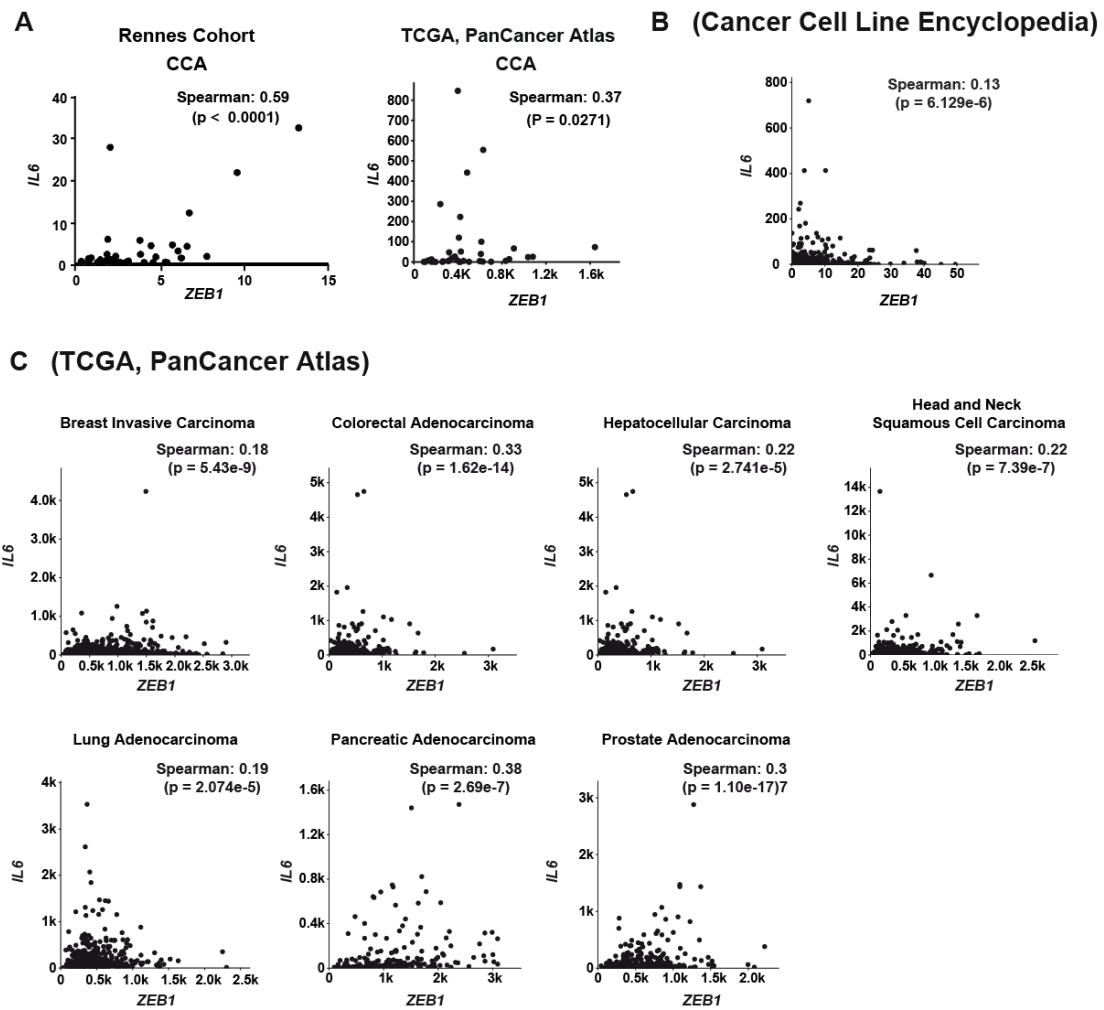 A
Rennes Cohort
CCA
Spearman: 0.59
(p < 0.0001)
40
30
20
10
0
IL6
0
5
10
15
ZEB1
TCGA, PanCancer Atlas
CCA
Spearman: 0.37
(P = 0.0271)
800
700
600
500
400
300
200
100
0
IL6
0
0.4K
0.8K
1.2k
1.6k
ZEB1
B (Cancer Cell Line Encyclopedia)
Spearman: 0.13
(p = 6.129e-6)
800
600
400
200
0
IL6
0
10
20
30
40
50
ZEB1
C (TCGA, PanCancer Atlas)
Breast Invasive Carcinoma
Spearman: 0.18
(p = 5.43e-9)
4.0k
3.0k
2.0k
1.0k
0
IL6
0
0.5k
1.0k
1.5k
2.0k
2.5k
3.0k
ZEB1
Colorectal Adenocarcinoma
Spearman: 0.33
(p = 1.62e-14)
5k
4k
3k
2k
1k
0
IL6
0
1k
2k
3k
ZEB1
Hepatocellular Carcinoma
Spearman: 0.22
(p = 2.741e-5)
5k
4k
3k
2k
1k
0
IL6
0
1k
2k
3k
ZEB1
Head and Neck
Squamous Cell Carcinoma
Spearman: 0.22
(p = 7.39e-7)
14k
12k
10k
8k
6k
4k
2k
0
IL6
0
0.5k
1.0k
1.5k
2.0k
2.5k
ZEB1
Lung Adenocarcinoma
Spearman: 0.19
(p = 2.074e-5)
4k
3k
2k
1k
0
IL6
0
0.5k
1.0k
1.5k
2.0k
2.5k
ZEB1
Pancreatic Adenocarcinoma
Spearman: 0.38
(p = 2.69e-7)
1.6k
1.2k
0.8k
0.4k
0
IL6
0
1k
2k
3k
ZEB1
Prostate Adenocarcinoma
Spearman: 0.3
(p = 1.10e-17)7
3k
2k
1k
0
IL6
0
0.5k
1.0k
1.5k
2.0k
ZEB1